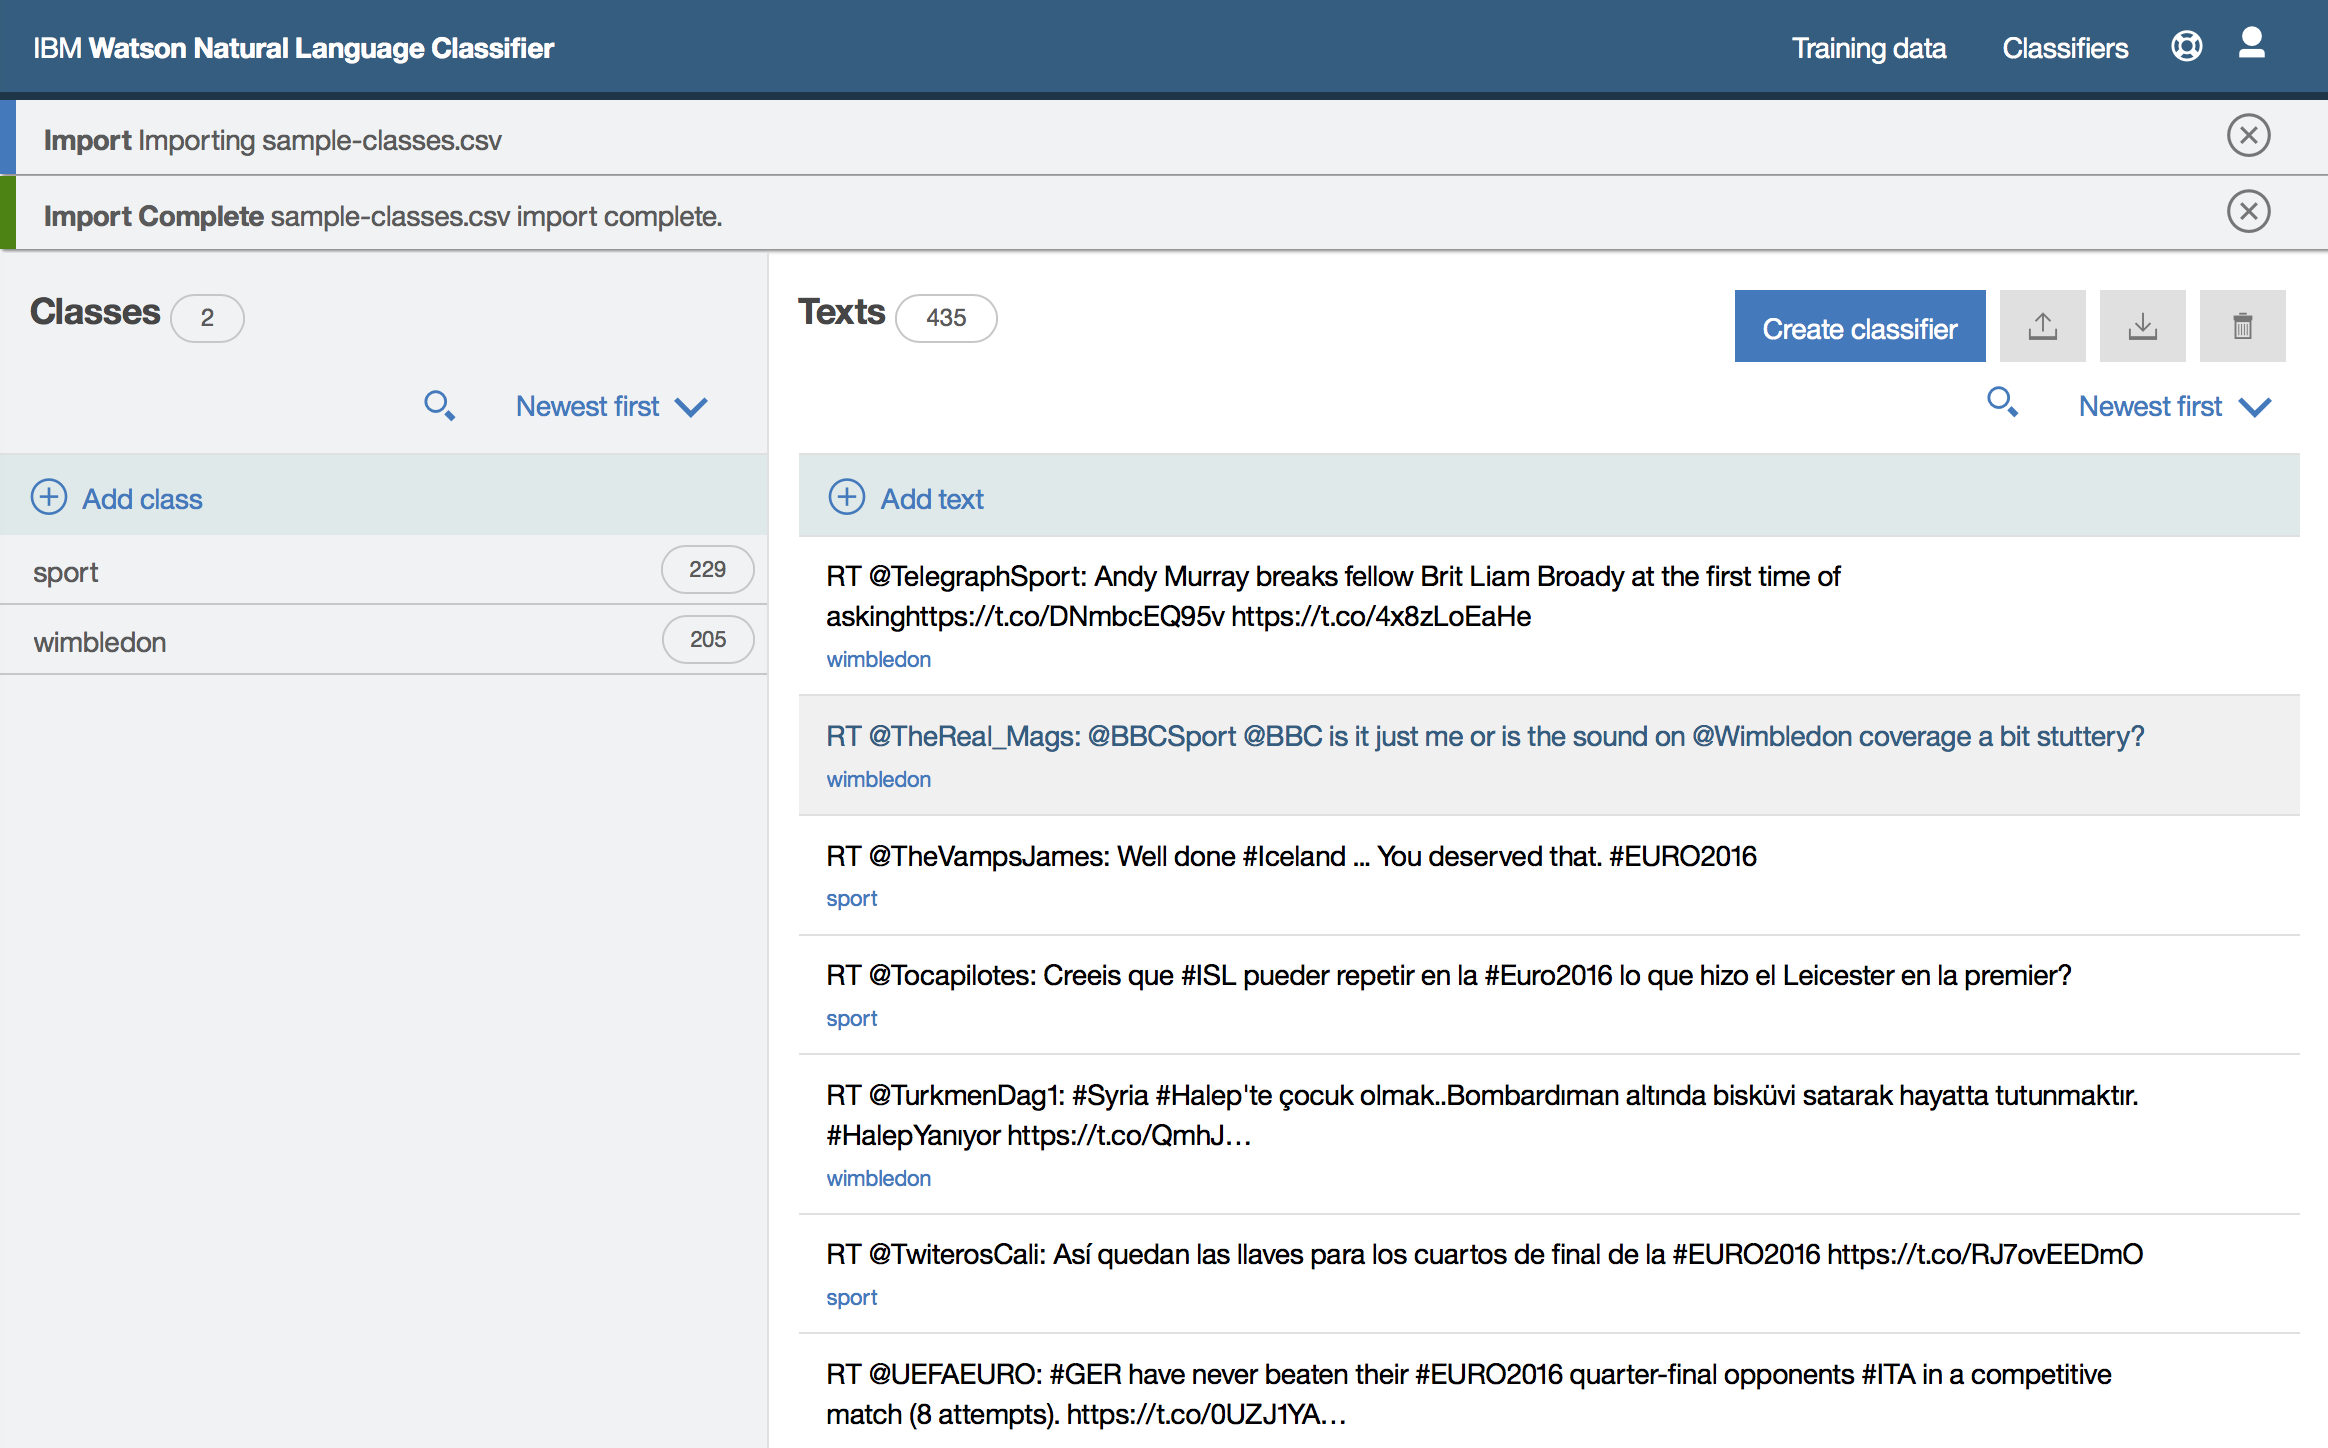 IBM Watson Natural Language Classifier
Training data
Classifiers
Import Importing sample-classes.csv
Import Complete sample-classes.csv import complete.
Classes 2
Newest first
Add class
sport 229
wimbledon 205
Texts 435
Create classifier
Newest first
Add text
RT @TelegraphSport: Andy Murray breaks fellow Brit Liam Broady at the first time of
askinghttps://t.co/DNmbcEQ95v https://t.co/4x8zLoEaHe
wimbledon
RT @TheReal_Mags: @BBCSport @BBC is it just me or is the sound on @Wimbledon coverage a bit stuttery?
wimbledon
RT @TheVampsJames: Well done #Iceland ... You deserved that. #EURO2016
sport
RT @Tocapilotes: Creeis que #ISL pueder repetir en la #Euro2016 lo que hizo el Leicester en la premier?
sport
RT @TurkmenDag1: #Syria #Halep'te çocuk olmak..Bombardıman altında bisküvi satarak hayatta tutunmaktır.
#HalepYanıyor https://t.co/QmhJ…
wimbledon
RT @TwiterosCali: Así quedan las llaves para los cuartos de final de la #EURO2016 https://t.co/RJ7ovEEDmO
sport
RT @UEFAEURO: #GER have never beaten their #EURO2016 quarter-final opponents #ITA in a competitive
match (8 attempts). https://t.co/0UZJ1YA…